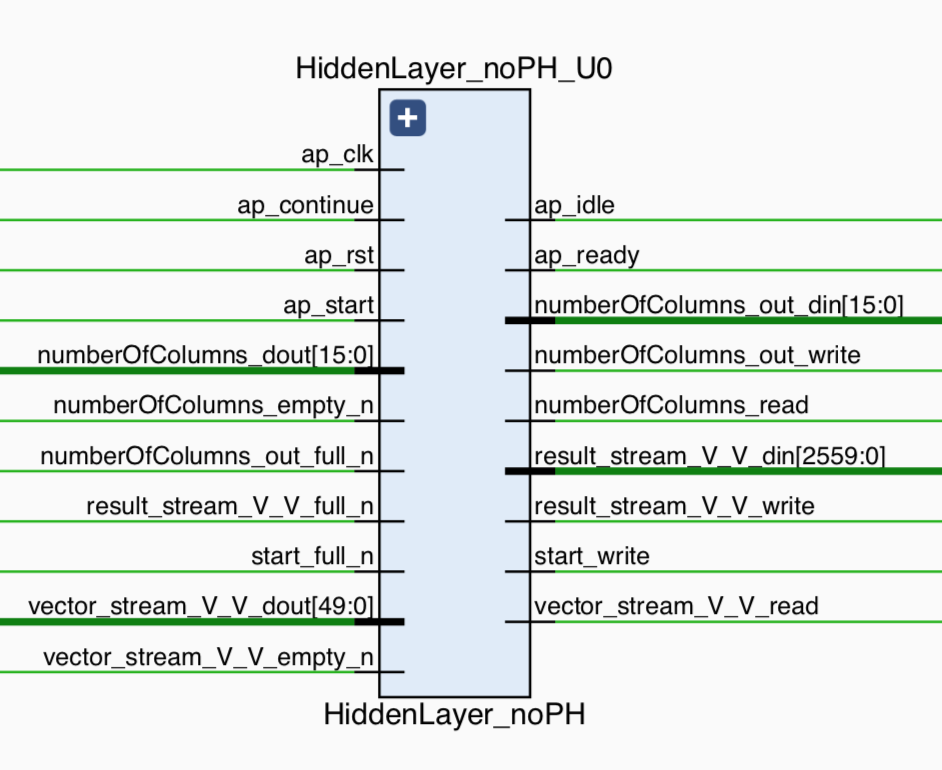 HiddenLayer_noPH_U0
ap_clk
ap_continue
ap_idle
ap_rst
ap_ready
ap_start
numberOfColumns_out_din[15:0]
numberOfColumns_dout[15:0]
numberOfColumns_out_write
numberOfColumns_empty_n
numberOfColumns_read
numberOfColumns_out_full_n
result_stream_V_V_din[2559:0]
result_stream_V_V_full_n
result_stream_V_V_write
start_full_n
start_write
vector_stream_V_V_dout[49:0]
vector_stream_V_V_read
vector_stream_V_V_empty_n
HiddenLayer_noPH